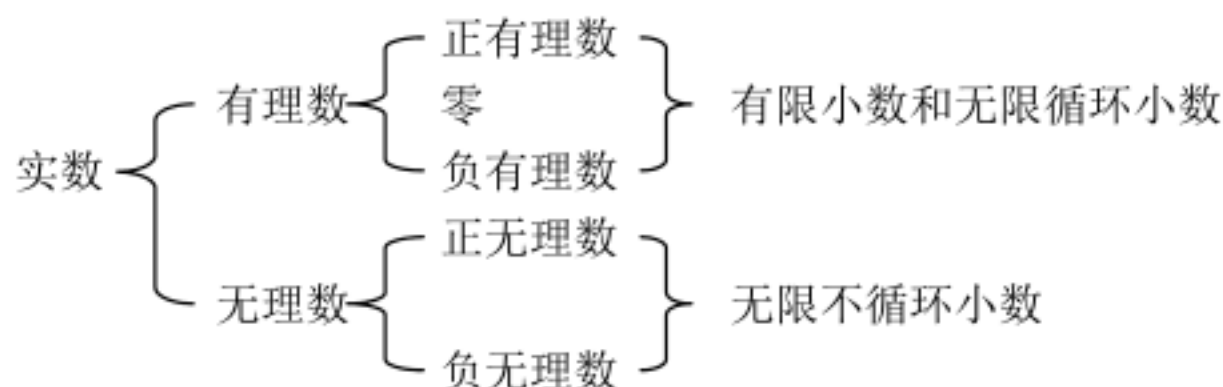 正有理数
有理数 零 有限小数和无限循环小数
实数 负有理数
正无理数
无理数 无限不循环小数
负无理数